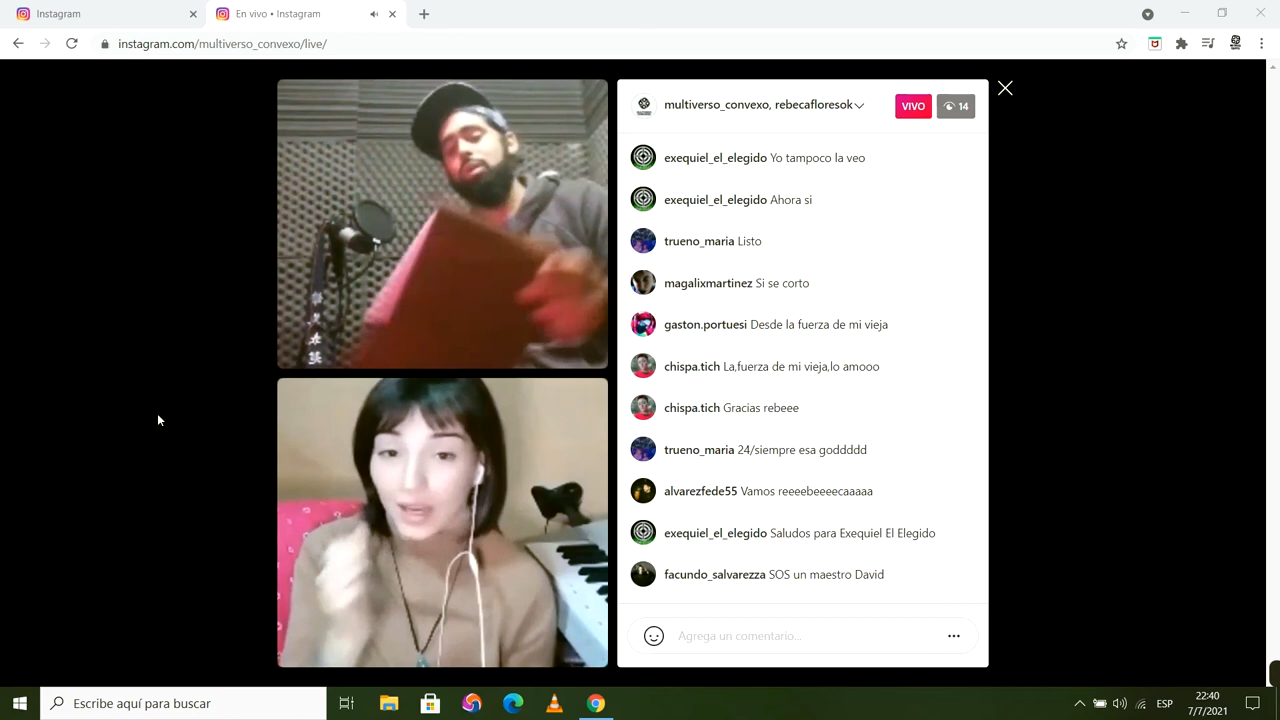 Instagram
En vivo • Instagram
instagram.com/multiverso_convexo/live/
multiverso_convexo, rebecafloresok
VIVO
14
exequiel_el_elegido Yo tampoco la veo
exequiel_el_elegido Ahora si
trueno_maria Listo
magalixmartinez Si se corto
gaston.portuesi Desde la fuerza de mi vieja
chispa.tich La,fuerza de mi vieja,lo amooo
chispa.tich Gracias rebeee
trueno_maria 24/siempre esa goddddd
alvarezfede55 Vamos reeeebeeeecaaaaa
exequiel_el_elegido Saludos para Exequiel El Elegido
facundo_salvarezza SOS un maestro David
Agrega un comentario...
Escribe aquí para buscar
ESP
22:40
7/7/2021